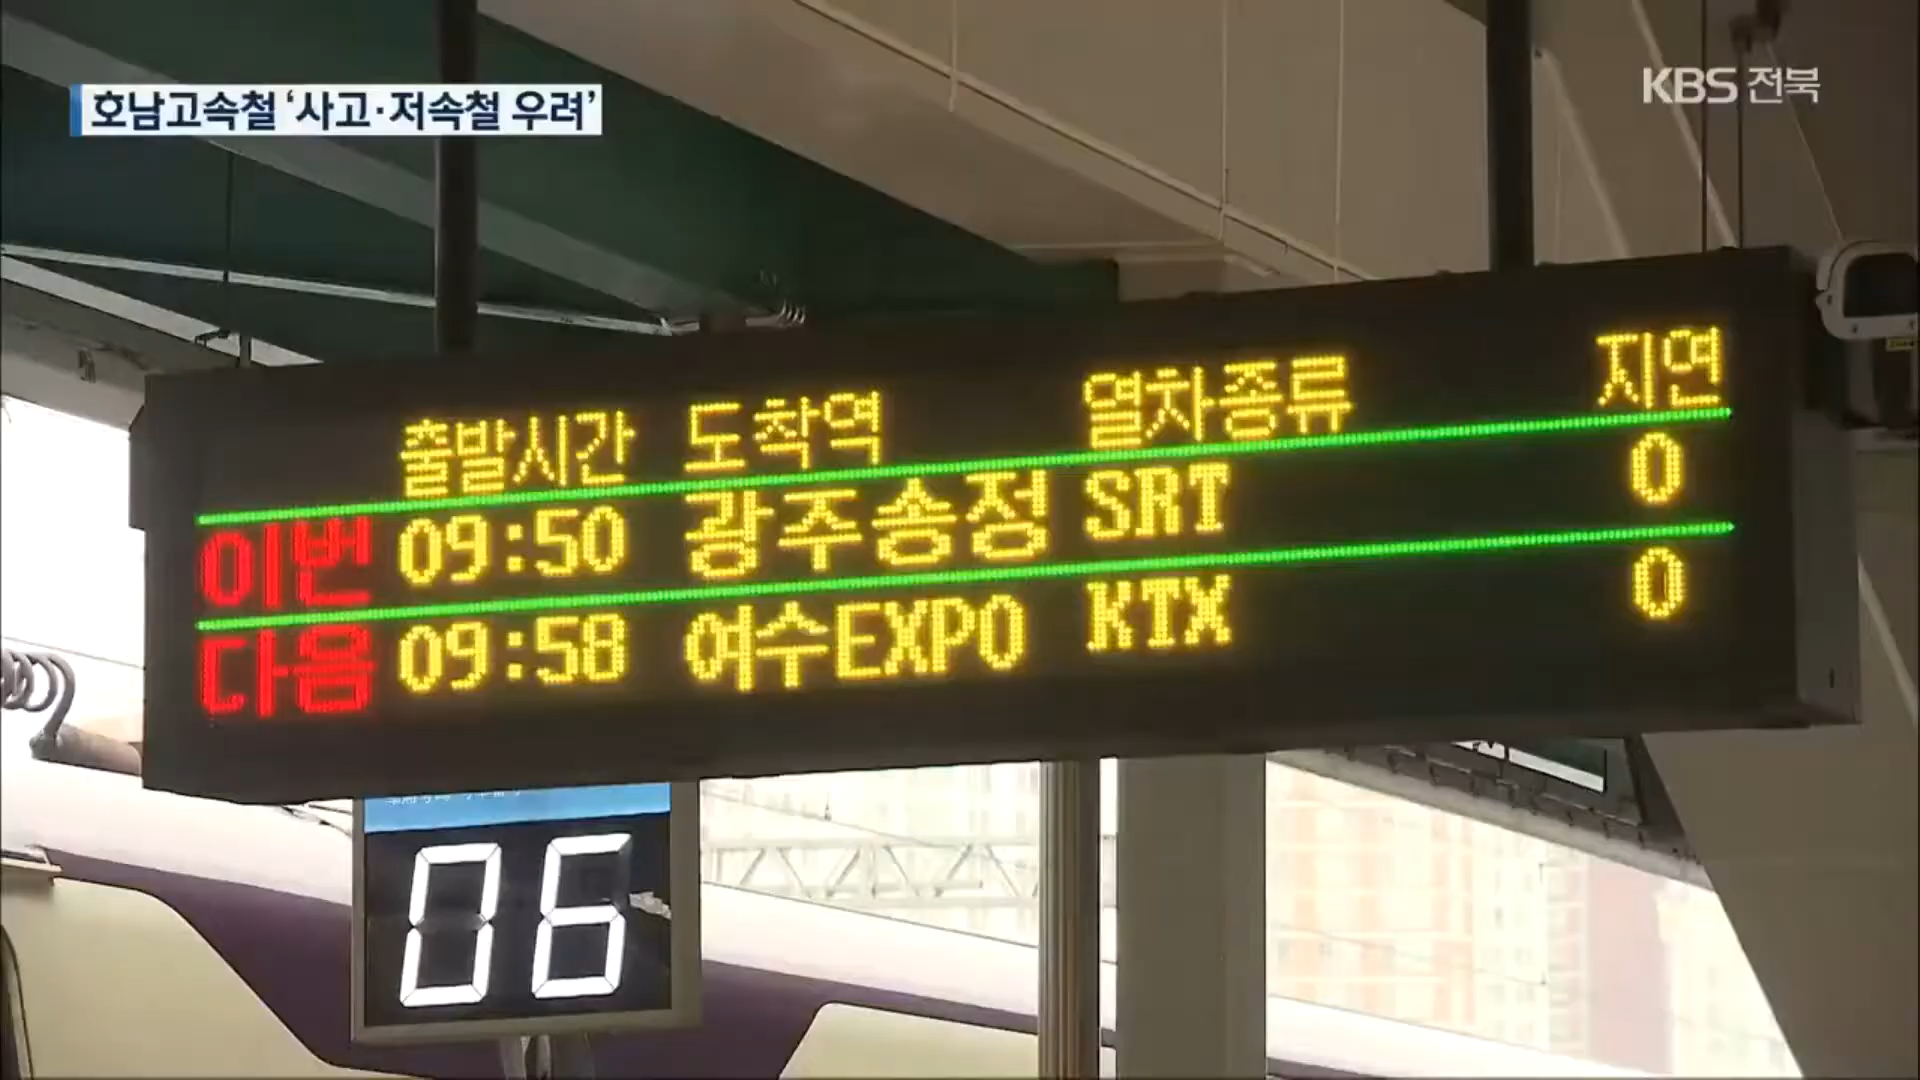 호남고속철 ‘사고·저속철 우려’
KBS 전북
출발시간 도착역 열차종류 지연
이번 09:50 광주송정 SRT 0
다음 09:58 여수EXPO KTX 0
06